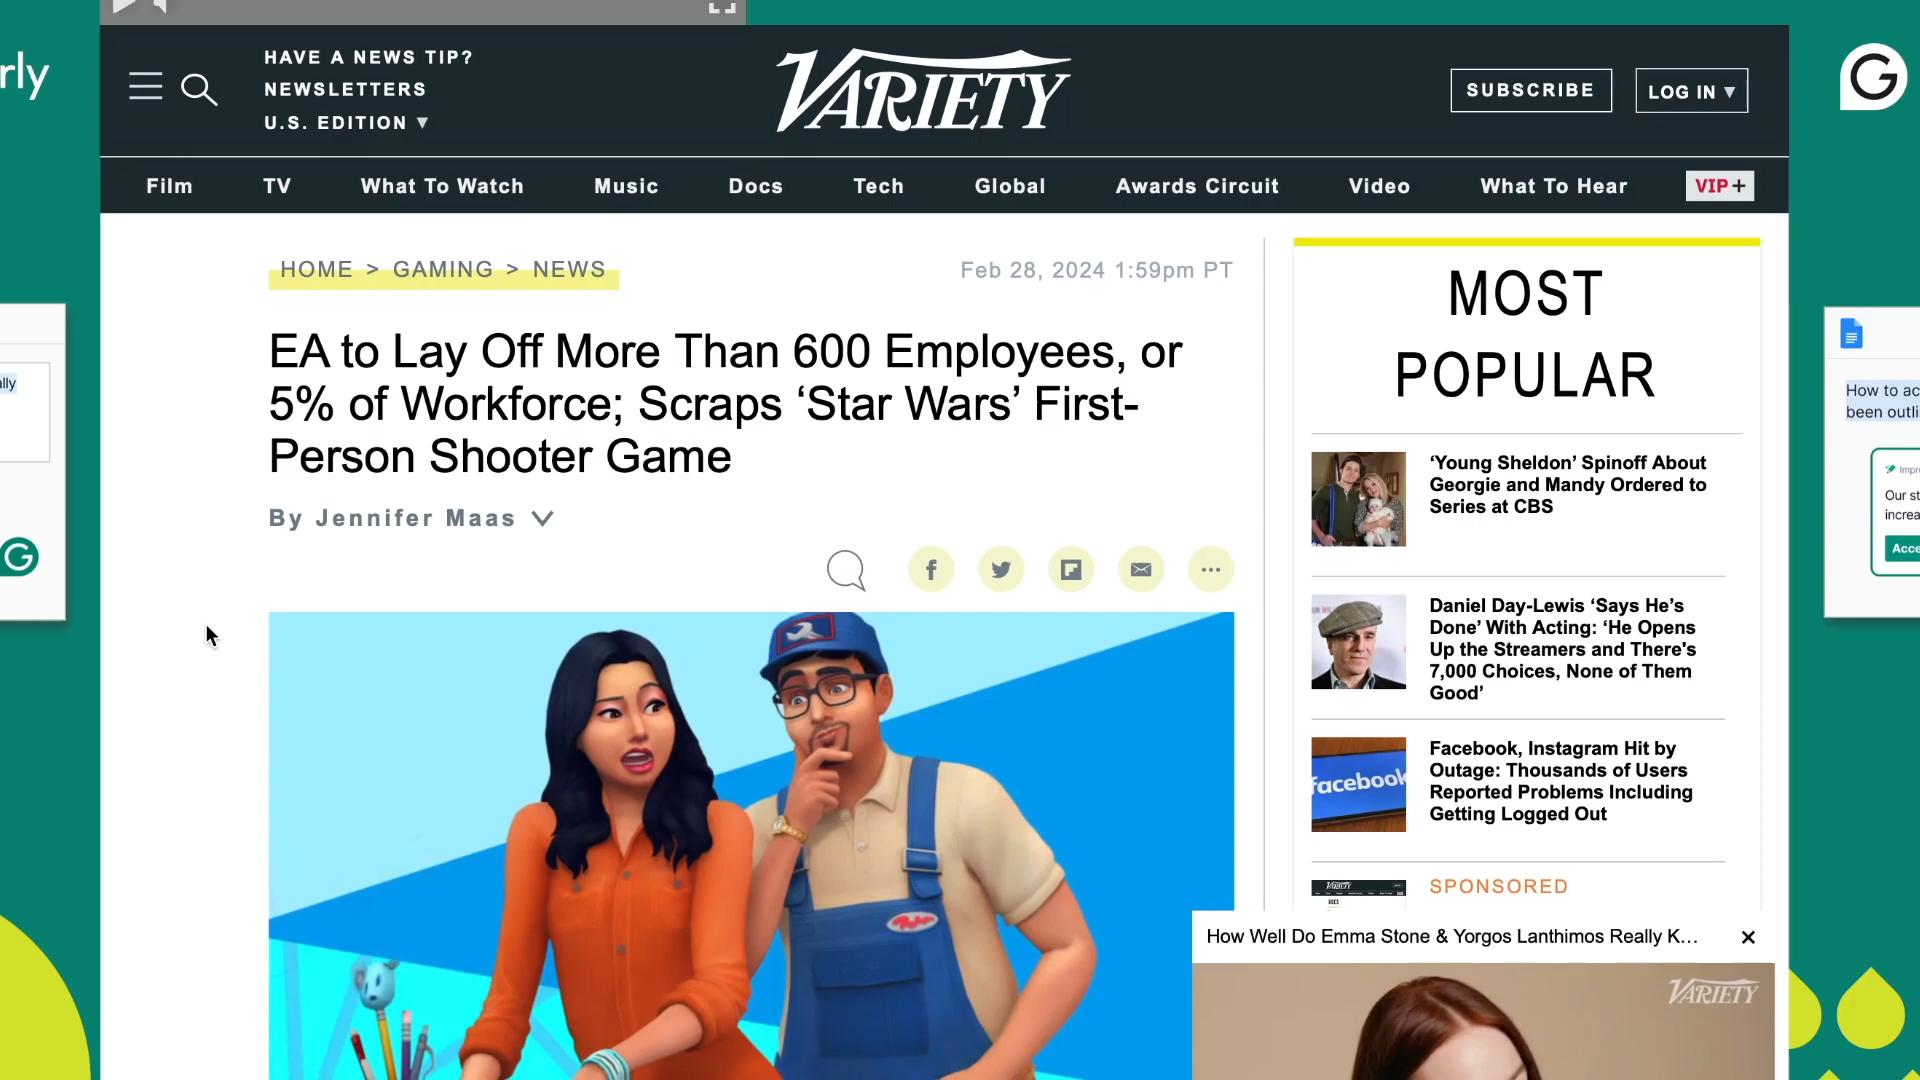 rly
HAVE A NEWS TIP?
NEWSLETTERS
U.S. EDITION ▼
VARIETY
SUBSCRIBE
LOG IN ▼
Film TV What To Watch Music Docs Tech Global Awards Circuit Video What To Hear VIP+
HOME > GAMING > NEWS
Feb 28, 2024 1:59pm PT
EA to Lay Off More Than 600 Employees, or
5% of Workforce; Scraps ‘Star Wars’ First-
Person Shooter Game
By Jennifer Maas
MOST
POPULAR
‘Young Sheldon’ Spinoff About
Georgie and Mandy Ordered to
Series at CBS
Daniel Day-Lewis ‘Says He’s
Done’ With Acting: ‘He Opens
Up the Streamers and There's
7,000 Choices, None of Them
Good’
facebook
Facebook, Instagram Hit by
Outage: Thousands of Users
Reported Problems Including
Getting Logged Out
VARIETY
SPONSORED
How Well Do Emma Stone & Yorgos Lanthimos Really K...
VARIETY
ally
How to ac
been outli
Impro
Our st
increa
Acce